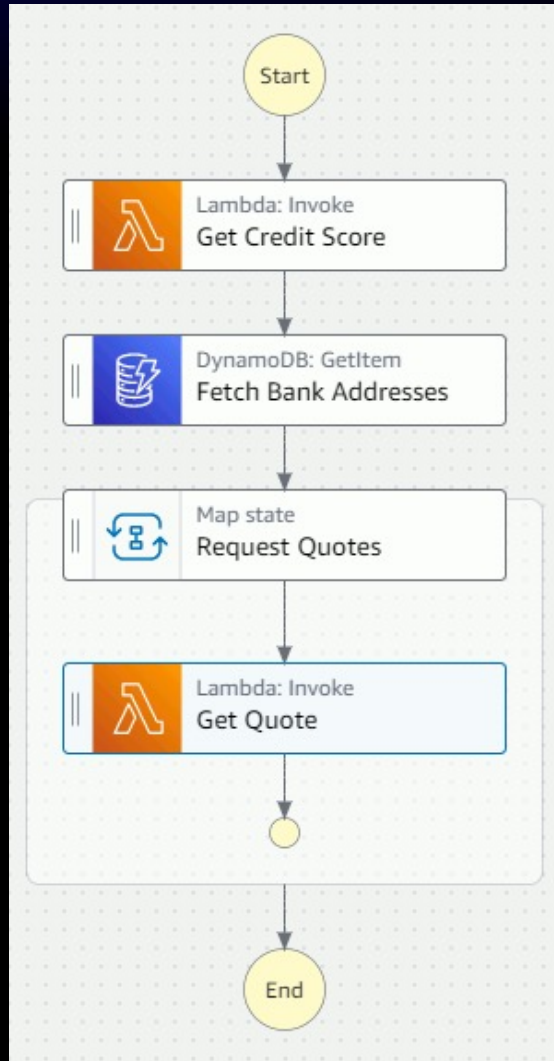 Start
Lambda: Invoke
Get Credit Score
DynamoDB: GetItem
Fetch Bank Addresses
Map state
Request Quotes
Lambda: Invoke
Get Quote
End